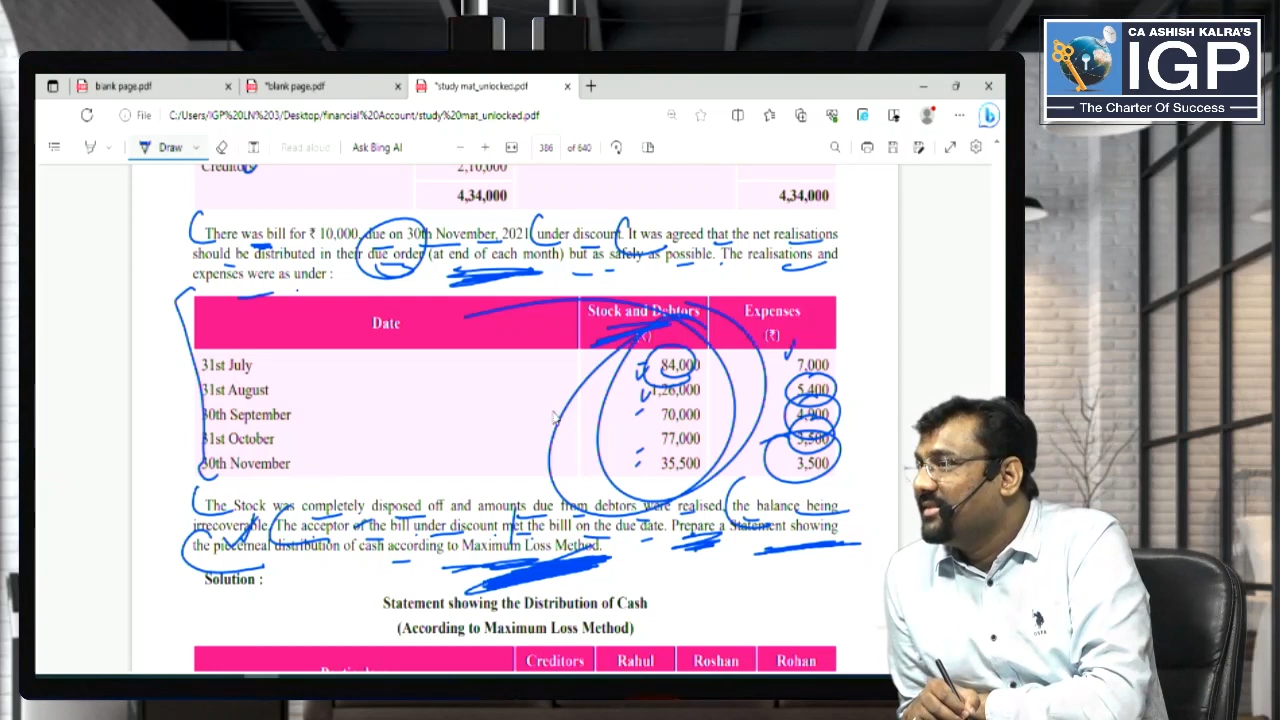 CA ASHISH KALRA'S
IGP
The Charter Of Success
blank page.pdf
*blank page.pdf
*study mat_unlocked.pdf
File C:/Users/IGP%20LN%203/Desktop/financial%20Account/study%20mat_unlocked.pdf
Draw Read aloud Ask Bing AI 386 of 640
Creditors 2,10,000
4,34,000 4,34,000
There was bill for ₹ 10,000, due on 30th November, 2021 under discount. It was agreed that the net realisations
should be distributed in their due order (at end of each month) but as safely as possible. The realisations and
expenses were as under :
Date Stock and Debtors Expenses
(₹) (₹)
31st July 84,000 7,000
31st August 1,26,000 5,400
30th September 70,000 4,900
31st October 77,000
30th November 35,500 3,500
The Stock was completely disposed off and amounts due from debtors were realised, the balance being
irrecoverable. The acceptor of the bill under discount met the billl on the due date. Prepare a Statement showing
the piecemeal distribution of cash according to Maximum Loss Method.
Solution :
Statement showing the Distribution of Cash
(According to Maximum Loss Method)
Creditors Rahul Roshan Rohan